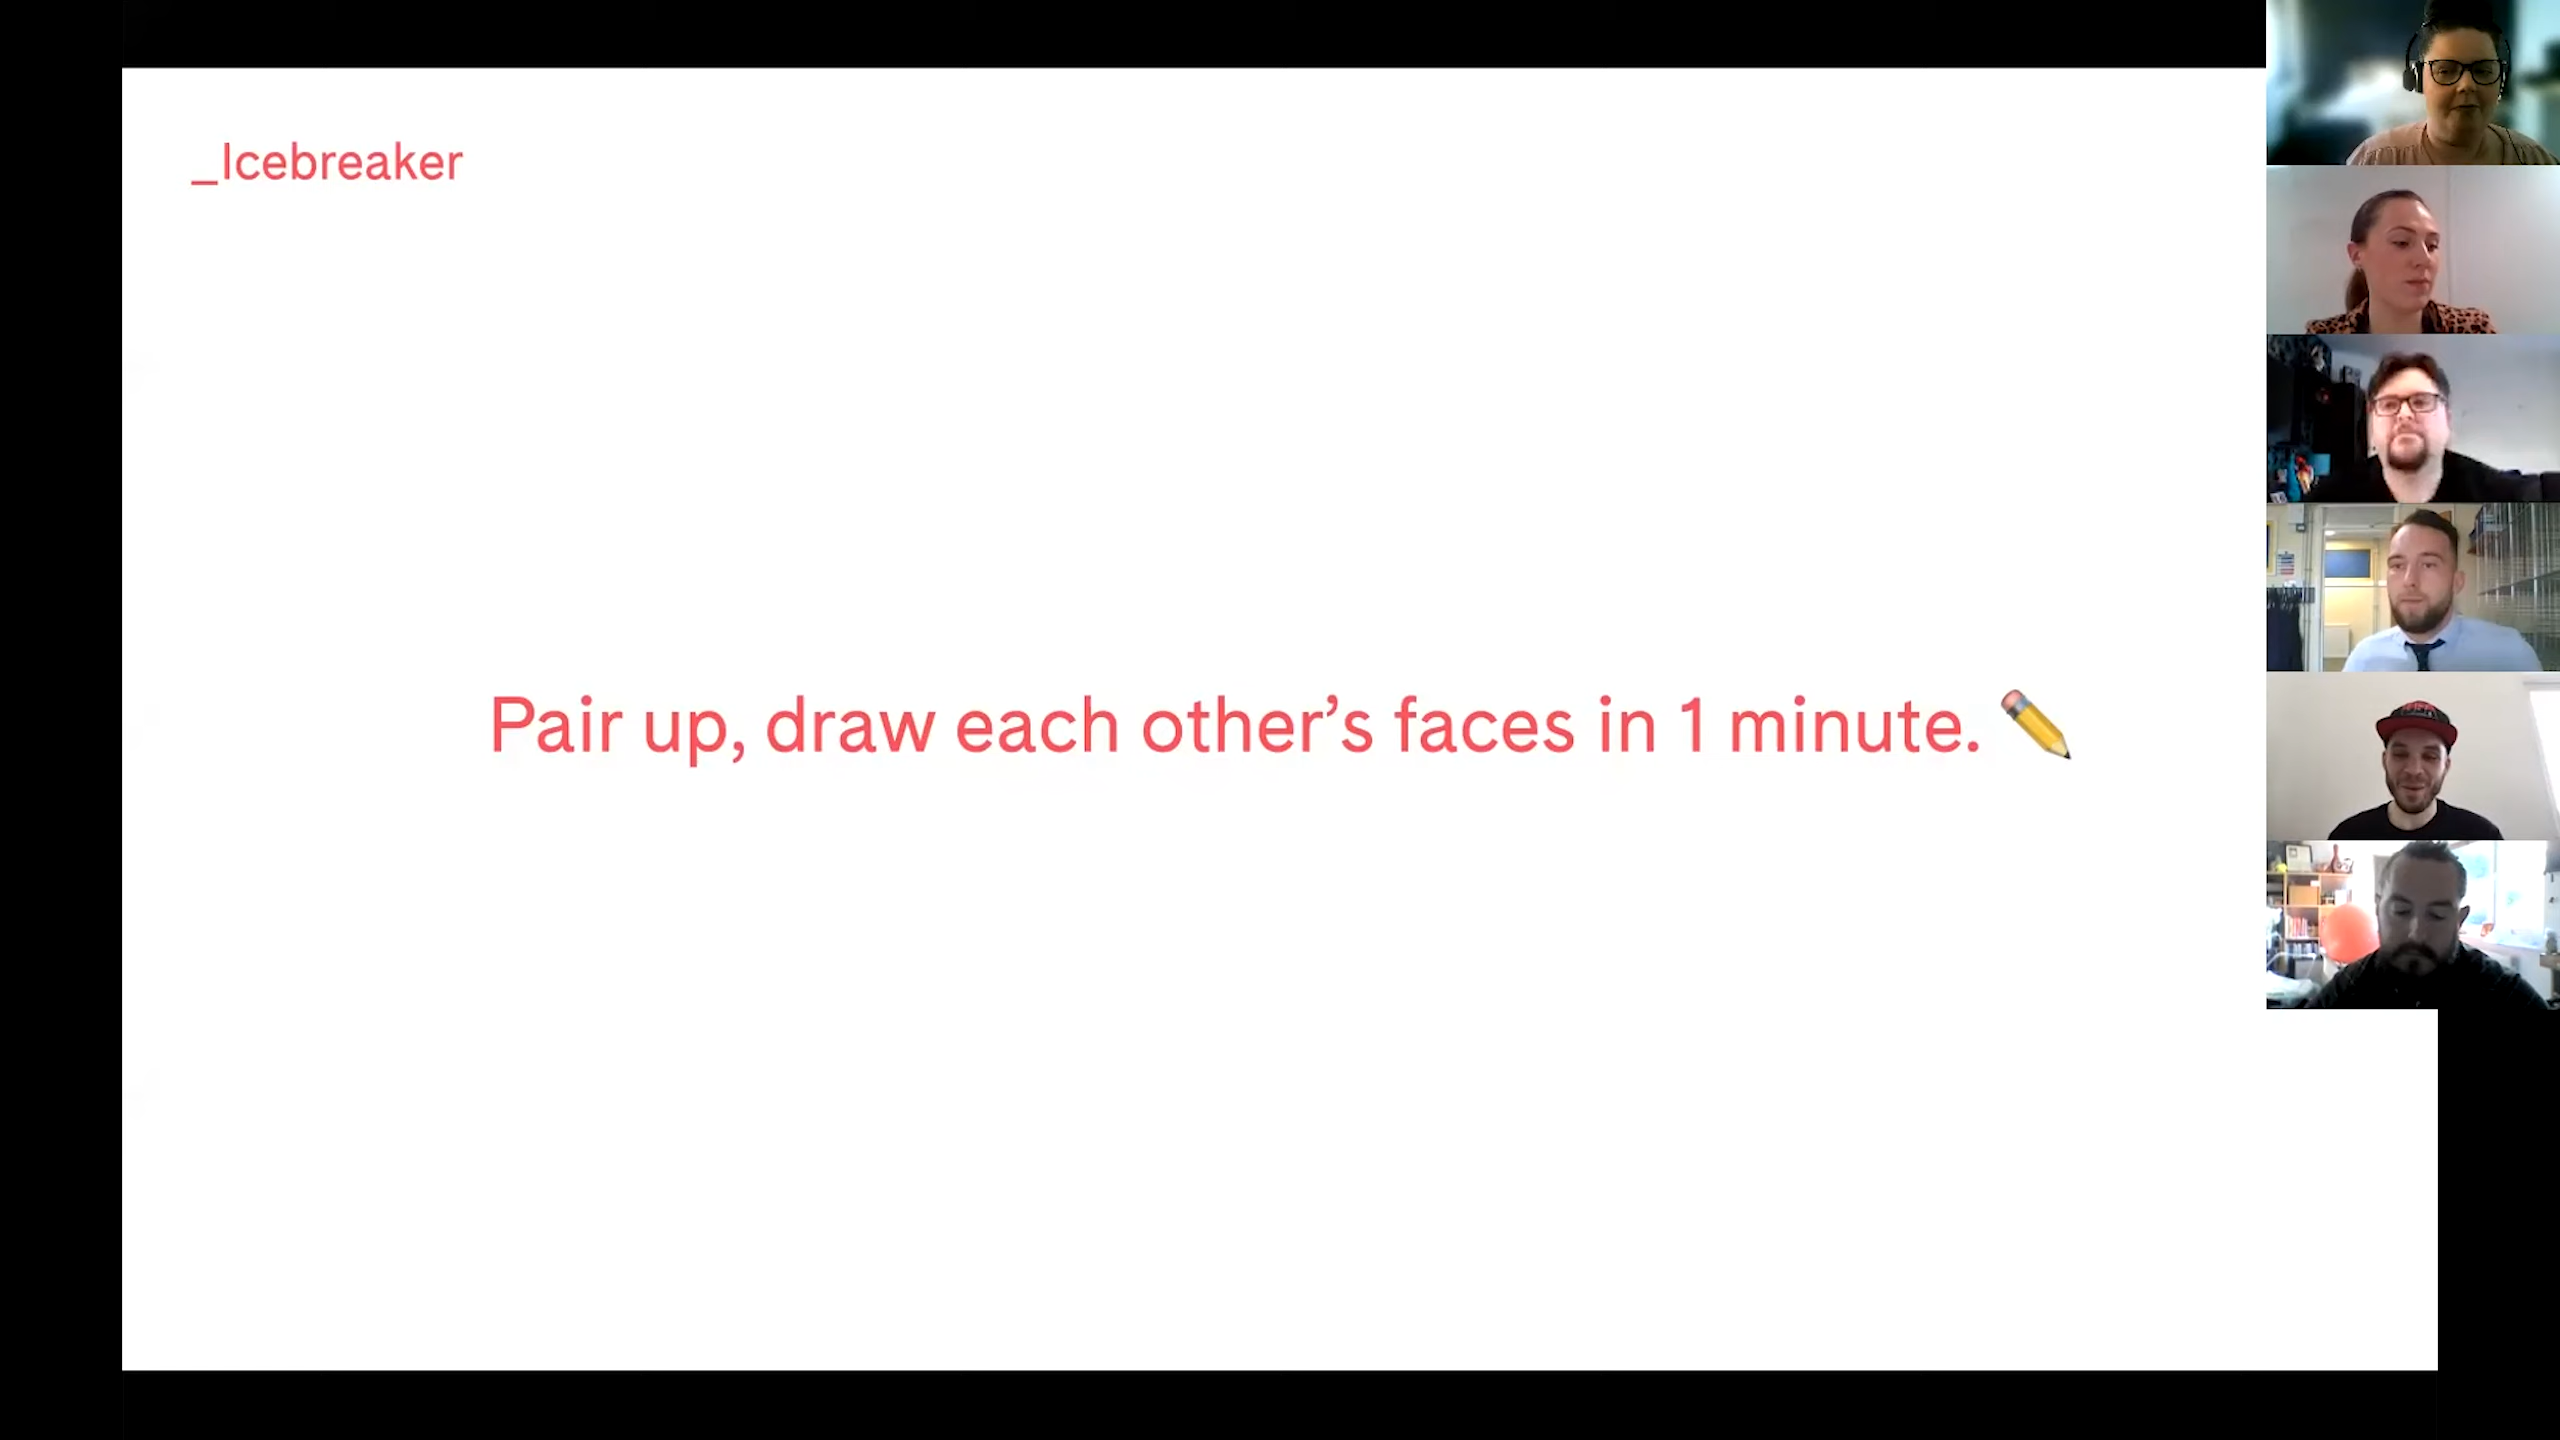 _Icebreaker
Pair up, draw each other’s faces in 1 minute. ✏️